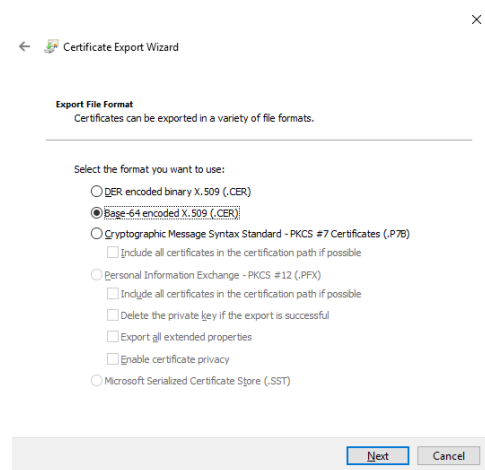 Certificate Export Wizard
Export File Format
Certificates can be exported in a variety of file formats.
Select the format you want to use:
DER encoded binary X.509 (.CER)
Base-64 encoded X.509 (.CER)
Cryptographic Message Syntax Standard - PKCS #7 Certificates (.P7B)
Include all certificates in the certification path if possible
Personal Information Exchange - PKCS #12 (.PFX)
Include all certificates in the certification path if possible
Delete the private key if the export is successful
Export all extended properties
Enable certificate privacy
Microsoft Serialized Certificate Store (.SST)
Next Cancel